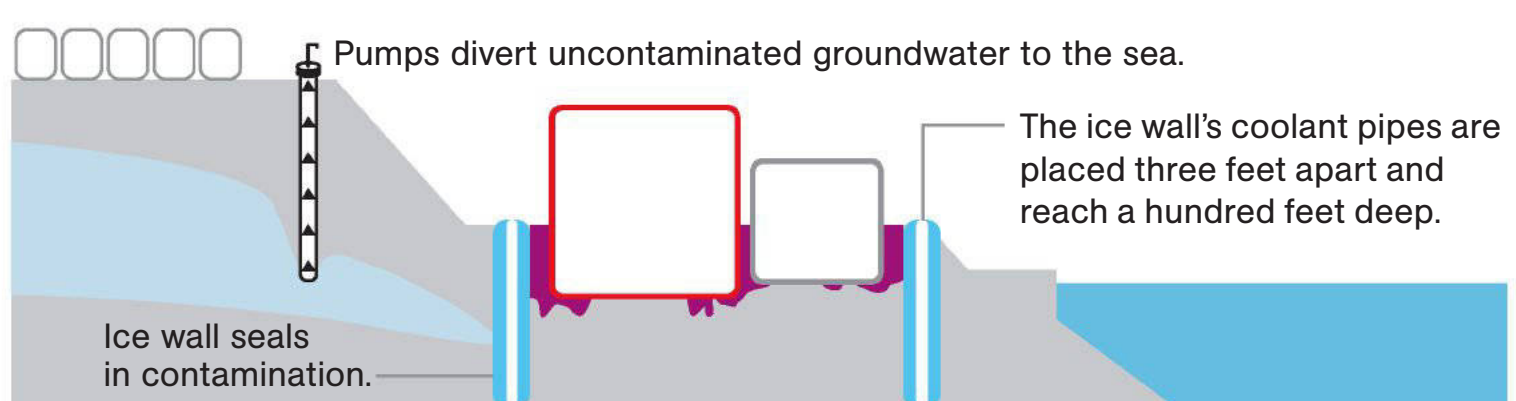 Pumps divert uncontaminated groundwater to the sea.
The ice wall’s coolant pipes are
placed three feet apart and
reach a hundred feet deep.
Ice wall seals
in contamination.